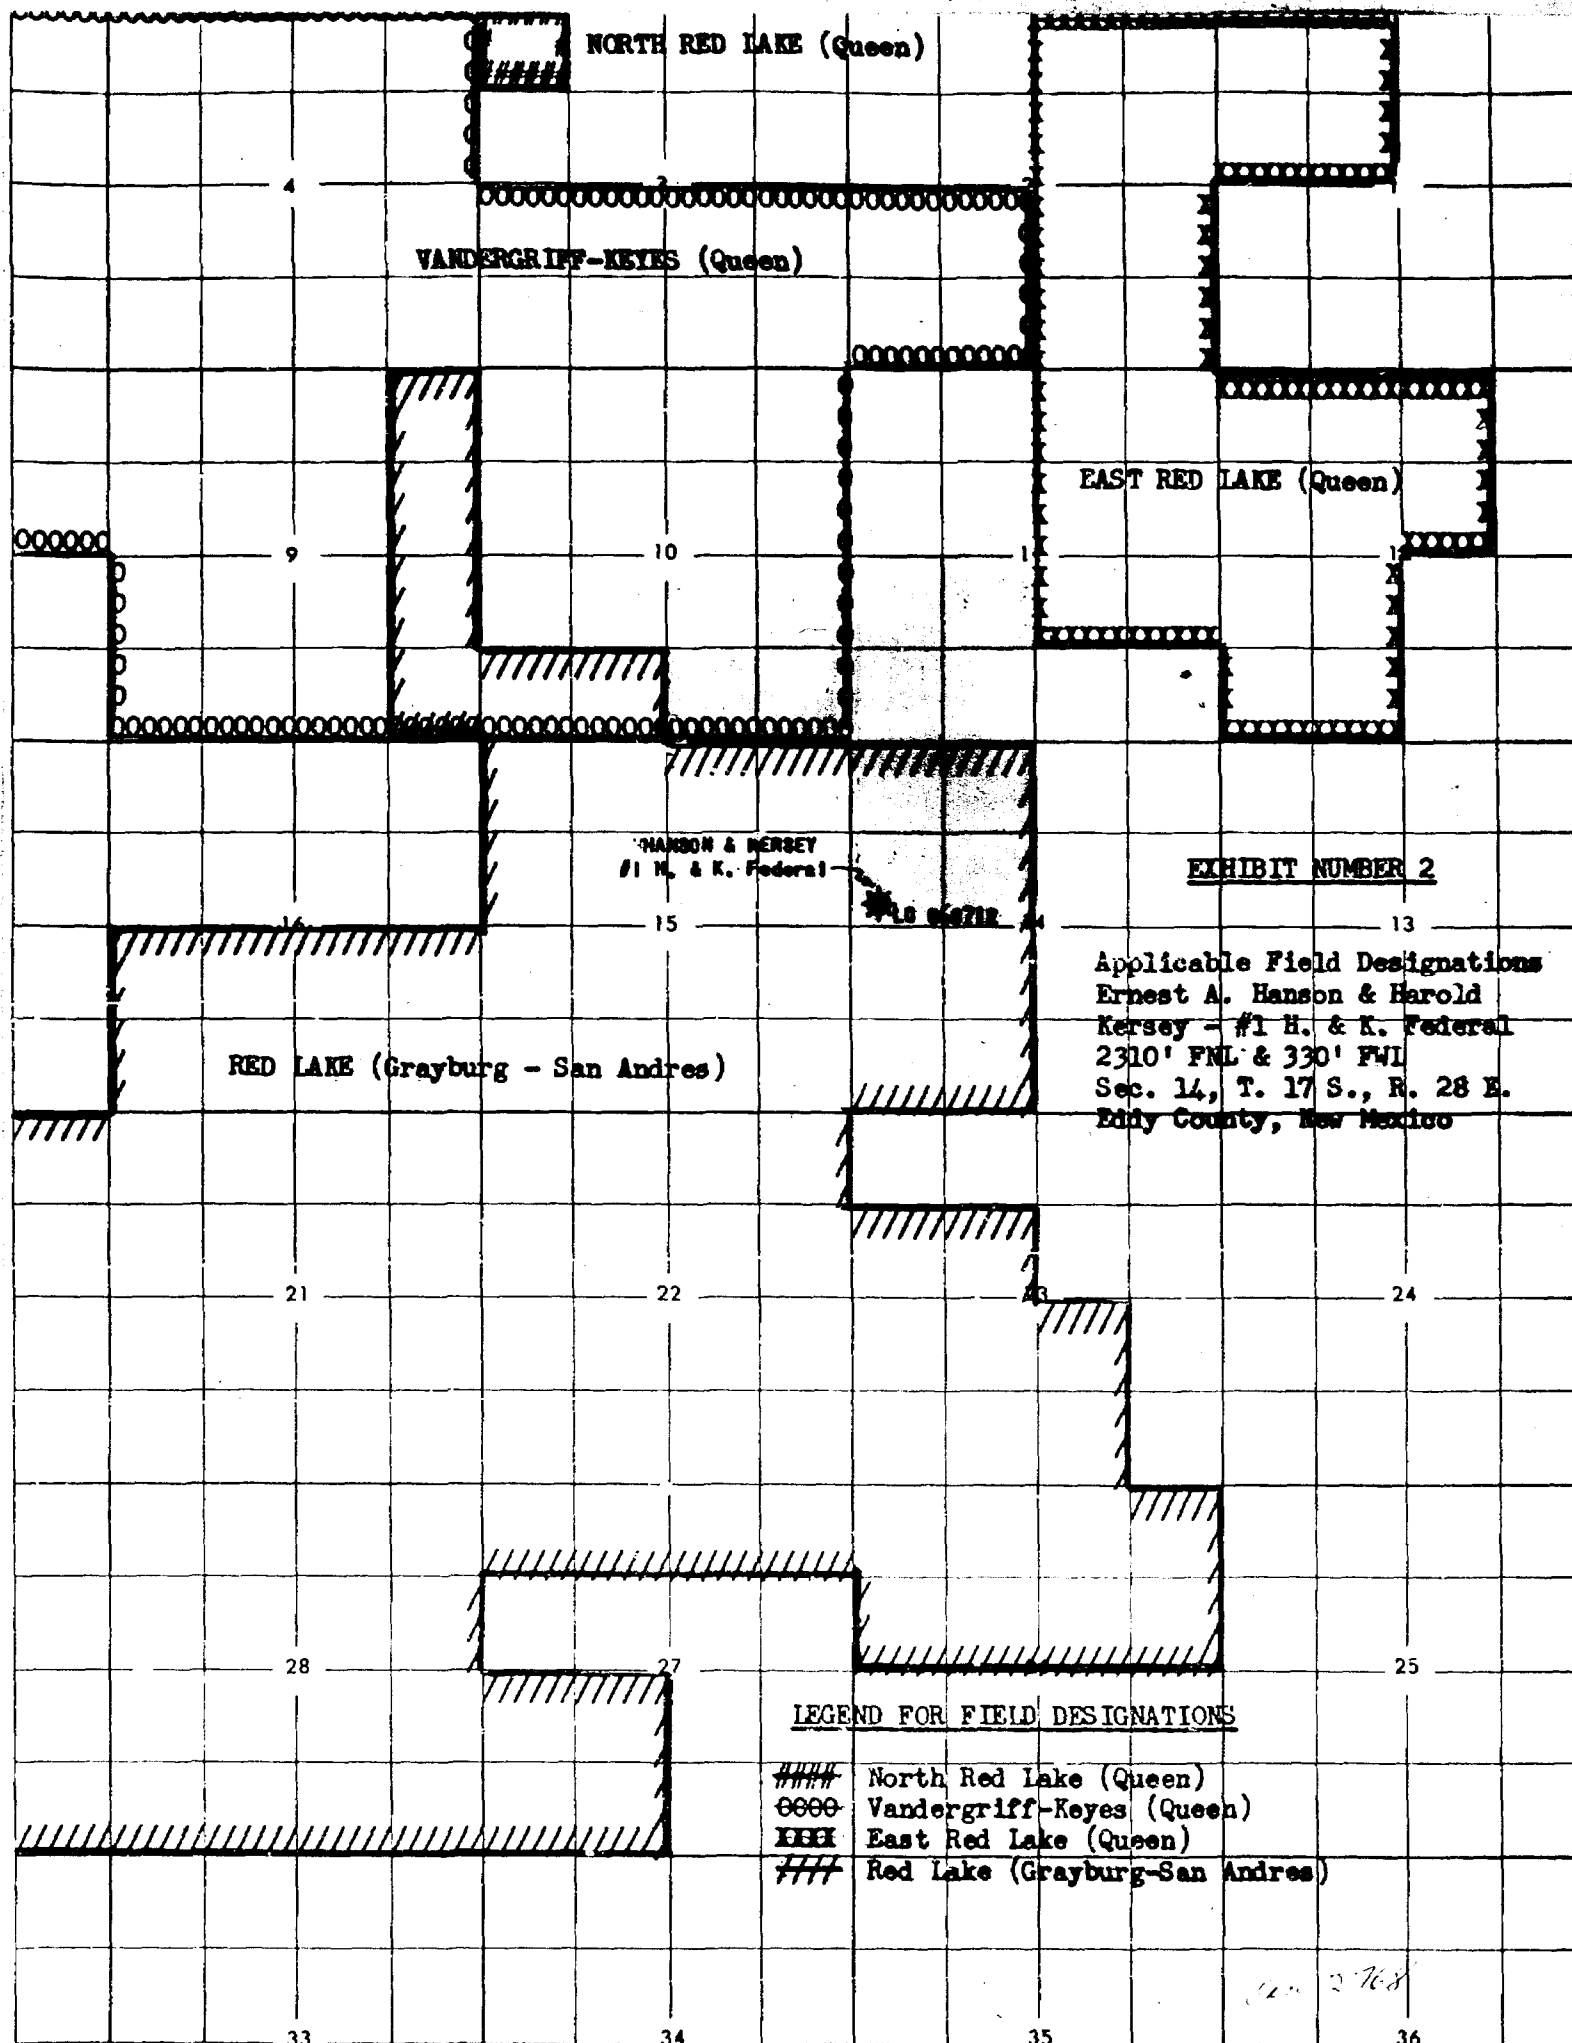 NORTH RED LAKE (Queen)
4
VANDERGRIFF-KEYES (Queen)
EAST RED LAKE (Queen)
9
10
HANSON & KERSEY
#1 H. & K. Federal
EXHIBIT NUMBER 2
16
15
13
Applicable Field Designations
Ernest A. Hanson & Harold
Kersey - #1 H. & K. Federal
2310' FNL & 330' FWL
Sec. 14, T. 17 S., R. 28 E.
Eddy County, New Mexico
RED LAKE (Grayburg - San Andres)
21
22
24
28
27
25
LEGEND FOR FIELD DESIGNATIONS
#### North Red Lake (Queen)
0000 Vandergriff-Keyes (Queen)
XXXX East Red Lake (Queen)
//// Red Lake (Grayburg-San Andres)
33
34
35
36